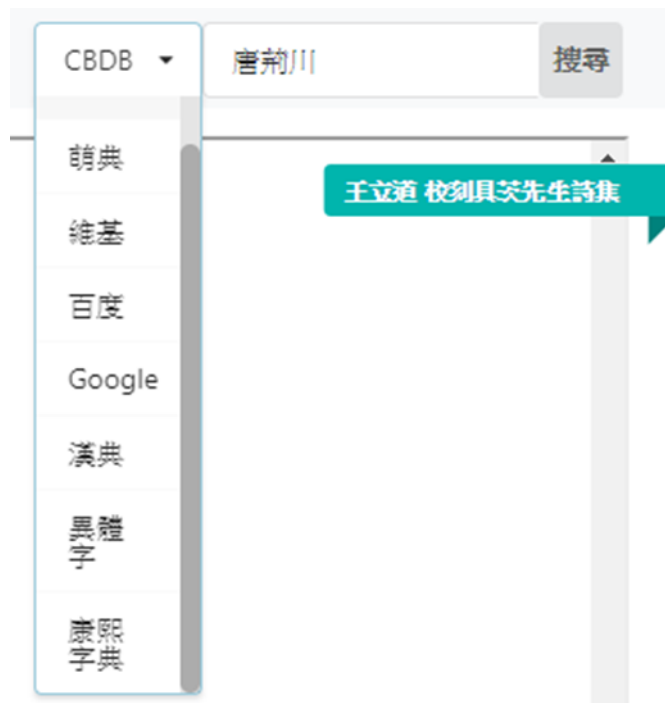 CBDB
唐荊川
搜尋
王立道 校刻具茨先生詩集
萌典
維基
百度
Google
漢典
異體
字
康熙
字典